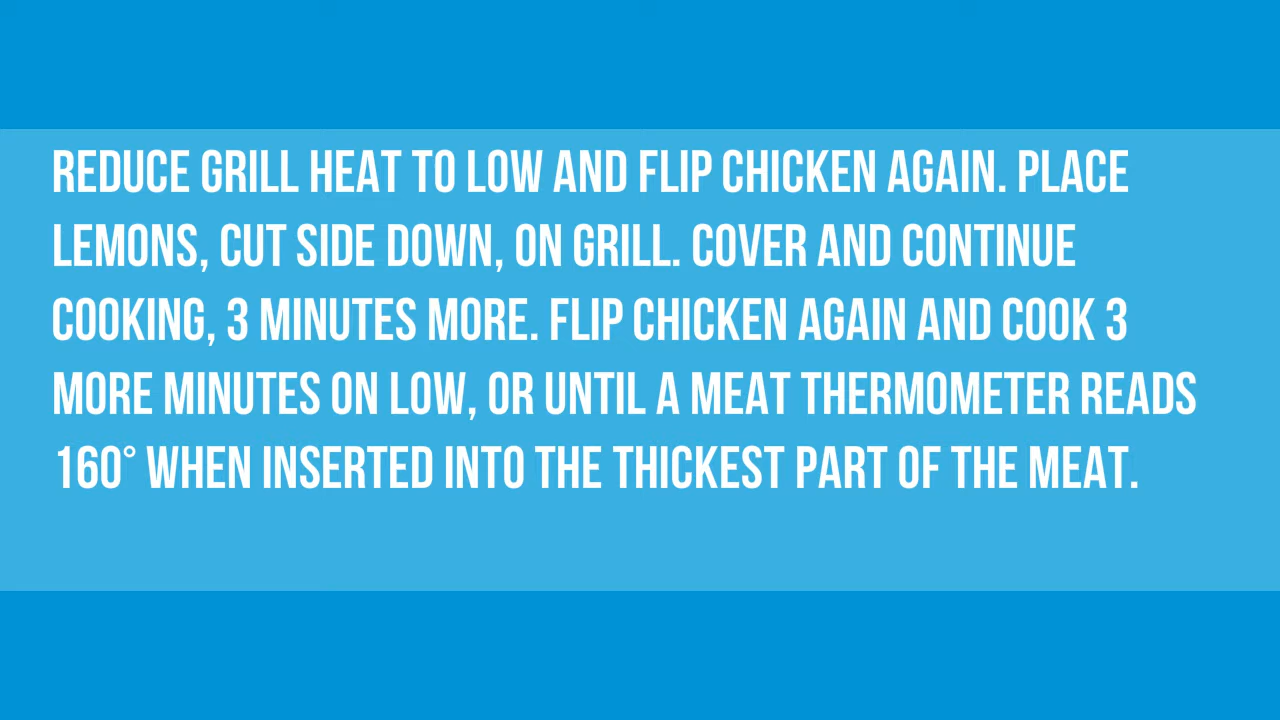 REDUCE GRILL HEAT TO LOW AND FLIP CHICKEN AGAIN. PLACE
LEMONS, CUT SIDE DOWN, ON GRILL. COVER AND CONTINUE
COOKING, 3 MINUTES MORE. FLIP CHICKEN AGAIN AND COOK 3
MORE MINUTES ON LOW, OR UNTIL A MEAT THERMOMETER READS
160° WHEN INSERTED INTO THE THICKEST PART OF THE MEAT.